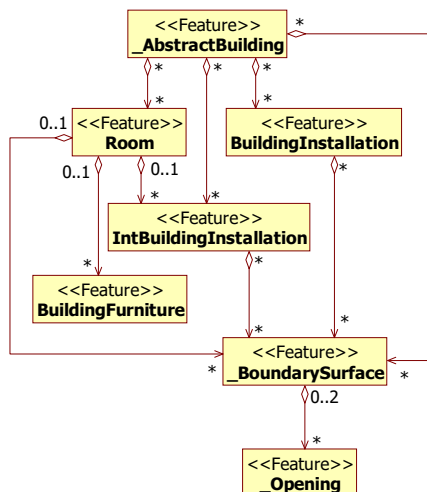 <<Feature>>
_AbstractBuilding
*
*
*
*
*
*
*
0..1
<<Feature>>
Room
<<Feature>>
BuildingInstallation
0..1
0..1
*
*
*
<<Feature>>
IntBuildingInstallation
*
*
<<Feature>>
BuildingFurniture
*
*
<<Feature>>
_BoundarySurface
*
*
0..2
*
<<Feature>>
_Opening